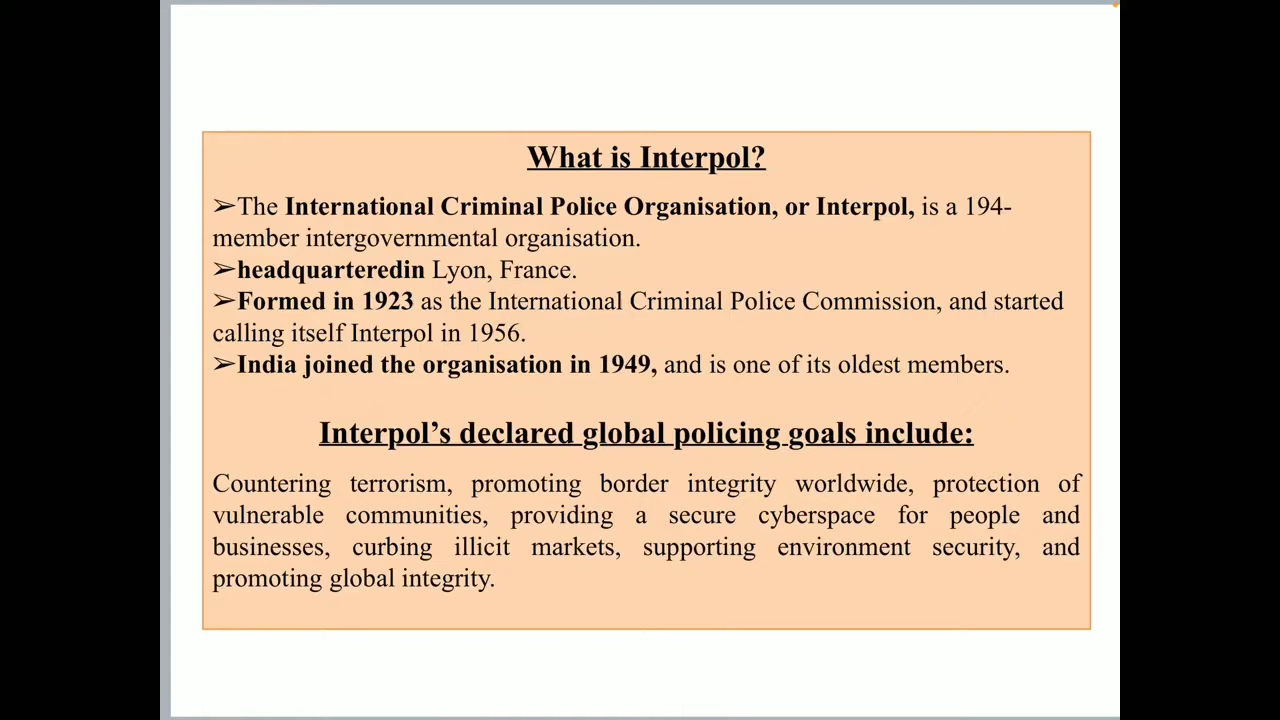 What is Interpol?
➢The International Criminal Police Organisation, or Interpol, is a 194-
member intergovernmental organisation.
➢headquarteredin Lyon, France.
➢Formed in 1923 as the International Criminal Police Commission, and started
calling itself Interpol in 1956.
➢India joined the organisation in 1949, and is one of its oldest members.
Interpol’s declared global policing goals include:
Countering terrorism, promoting border integrity worldwide, protection of
vulnerable communities, providing a secure cyberspace for people and
businesses, curbing illicit markets, supporting environment security, and
promoting global integrity.